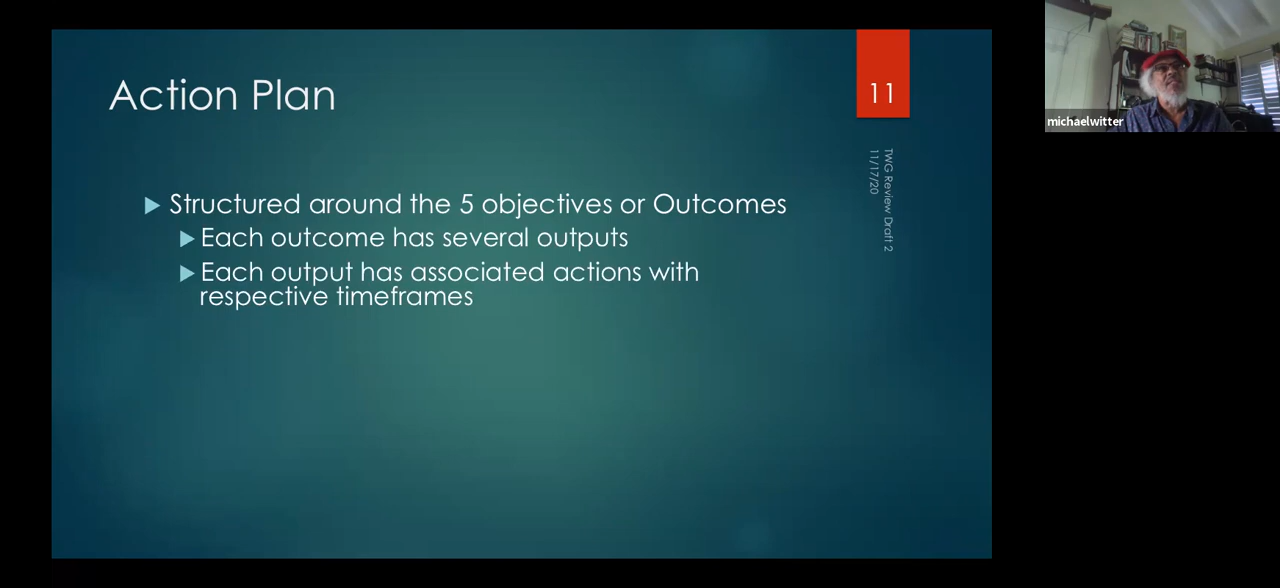 Action Plan
11
TWG Review Draft 2
11/17/20
Structured around the 5 objectives or Outcomes
Each outcome has several outputs
Each output has associated actions with
respective timeframes
michaelwitter